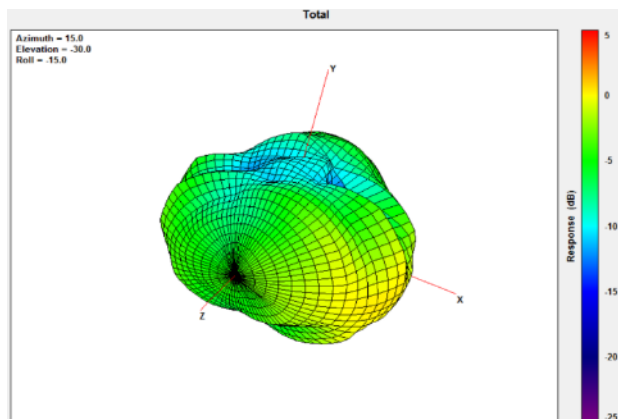 Total
Azimuth = 15.0
Elevation = -30.0
Roll = -15.0
Y
X
Z
5
0
-5
-10
-15
-20
-25
Response (dB)